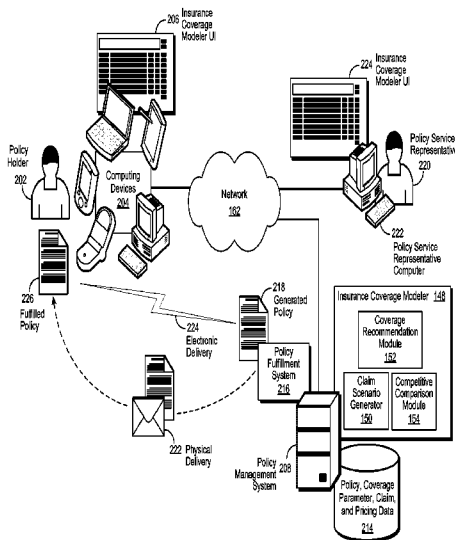 206
Insurance
Coverage
Modeler UI
224
Insurance
Coverage
Modeler UI
Policy
Holder
202
Computing
Devices
204
Network
162
Policy Service
Representative
220
222
Policy Service
Representative
Computer
226
Fulfilled
Policy
218
Generated
Policy
224
Electronic
Delivery
Policy
Fulfillment
System
216
222 Physical
Delivery
Insurance Coverage Modeler 148
Coverage
Recommendation
Module
152
Claim
Scenario
Generator
150
Competitive
Comparison
Module
154
Policy
Management
System
208
Policy, Coverage
Parameter, Claim,
and Pricing Data
214